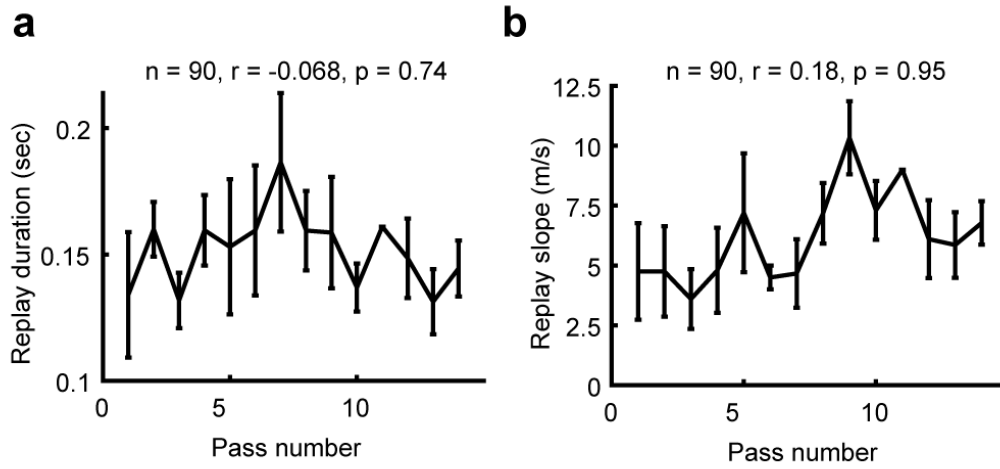 a
n = 90, r = -0.068, p = 0.74
Replay duration (sec)
0.2
0.15
0.1
0
5
10
Pass number
b
n = 90, r = 0.18, p = 0.95
Replay slope (m/s)
12.5
10
7.5
5
2.5
0
0
5
10
Pass number